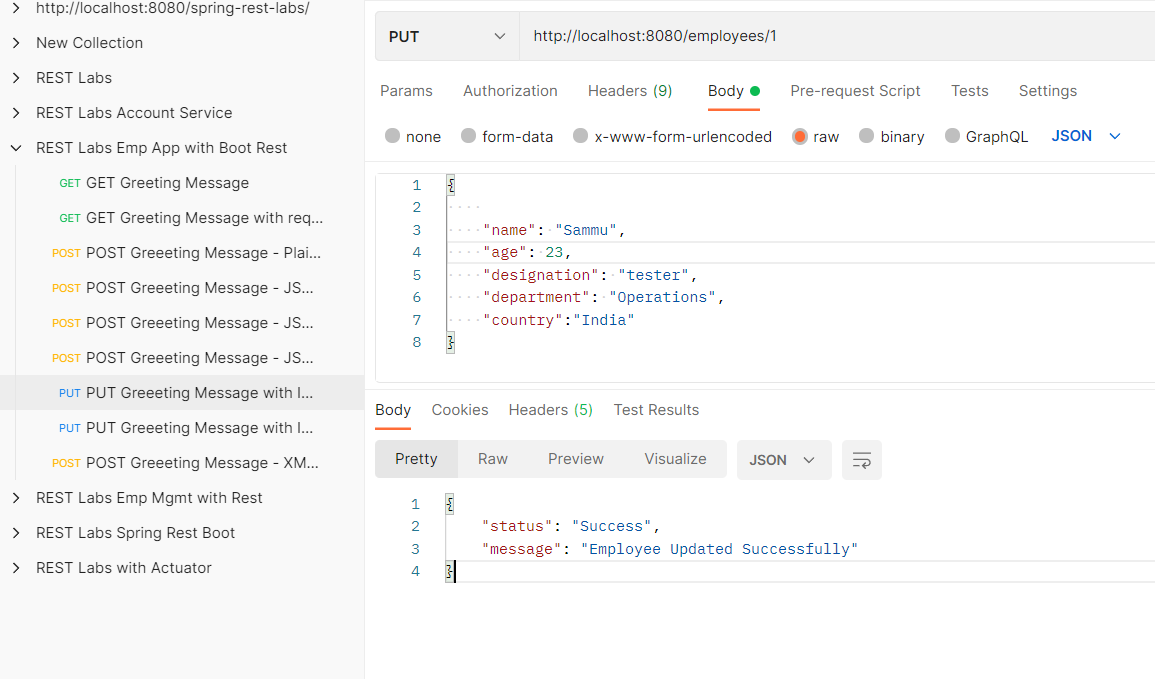 http://localhost:8080/spring-rest-labs/
New Collection
REST Labs
REST Labs Account Service
REST Labs Emp App with Boot Rest
GET GET Greeting Message
GET GET Greeting Message with req...
POST POST Greeeting Message - Plai...
POST POST Greeeting Message - JS...
POST POST Greeeting Message - JS...
POST POST Greeeting Message - JS...
PUT PUT Greeeting Message with I...
PUT PUT Greeeting Message with I...
POST POST Greeeting Message - XM...
REST Labs Emp Mgmt with Rest
REST Labs Spring Rest Boot
REST Labs with Actuator
PUT http://localhost:8080/employees/1
Params Authorization Headers (9) Body Pre-request Script Tests Settings
none form-data x-www-form-urlencoded raw binary GraphQL JSON
1 {
2
3 "name": "Sammu",
4 "age": 23,
5 "designation": "tester",
6 "department": "Operations",
7 "country":"India"
8 }
Body Cookies Headers (5) Test Results
Pretty Raw Preview Visualize JSON
1 {
2 "status": "Success",
3 "message": "Employee Updated Successfully"
4 }